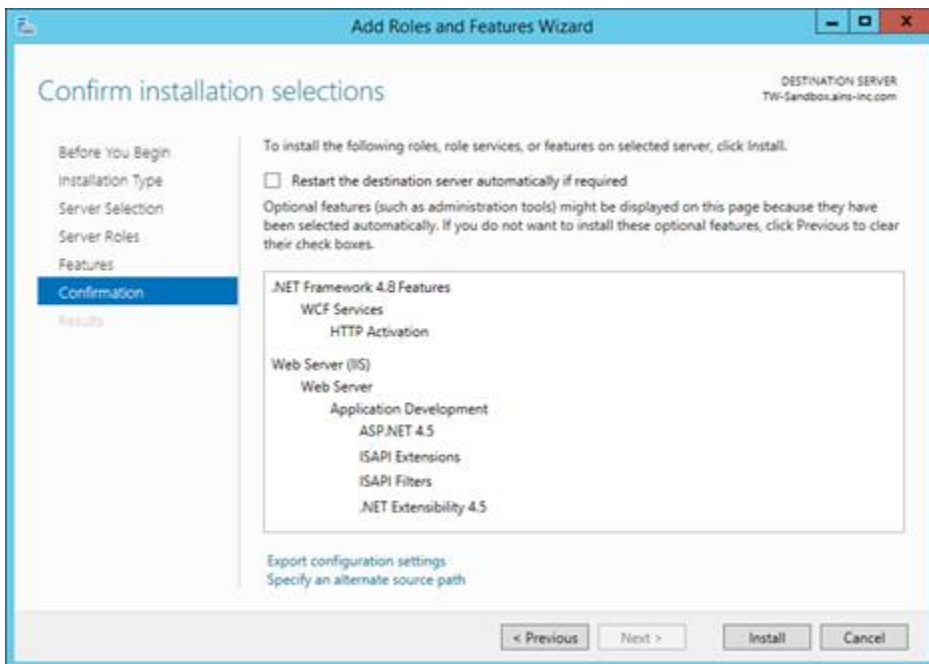 Add Roles and Features Wizard
Confirm installation selections
DESTINATION SERVER
TW-Sandbox.ains-inc.com
Before You Begin
Installation Type
Server Selection
Server Roles
Features
Confirmation
Results
To install the following roles, role services, or features on selected server, click Install.
Restart the destination server automatically if required
Optional features (such as administration tools) might be displayed on this page because they have
been selected automatically. If you do not want to install these optional features, click Previous to clear
their check boxes.
.NET Framework 4.8 Features
WCF Services
HTTP Activation
Web Server (IIS)
Web Server
Application Development
ASP.NET 4.5
ISAPI Extensions
ISAPI Filters
.NET Extensibility 4.5
Export configuration settings
Specify an alternate source path
< Previous
Next >
Install
Cancel